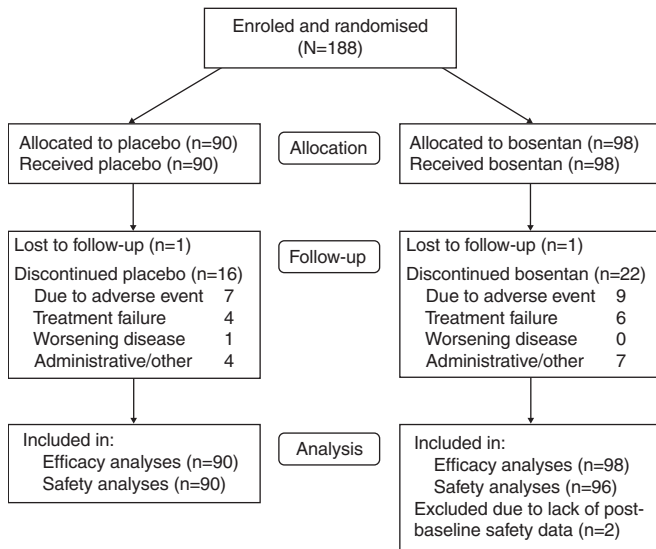 Enroled and randomised
(N=188)
Allocated to placebo (n=90)
Received placebo (n=90)
Allocation
Allocated to bosentan (n=98)
Received bosentan (n=98)
Lost to follow-up (n=1)
Discontinued placebo (n=16)
Due to adverse event 7
Treatment failure 4
Worsening disease 1
Administrative/other 4
Follow-up
Lost to follow-up (n=1)
Discontinued bosentan (n=22)
Due to adverse event 9
Treatment failure 6
Worsening disease 0
Administrative/other 7
Included in:
Efficacy analyses (n=90)
Safety analyses (n=90)
Analysis
Included in:
Efficacy analyses (n=98)
Safety analyses (n=96)
Excluded due to lack of post-
baseline safety data (n=2)